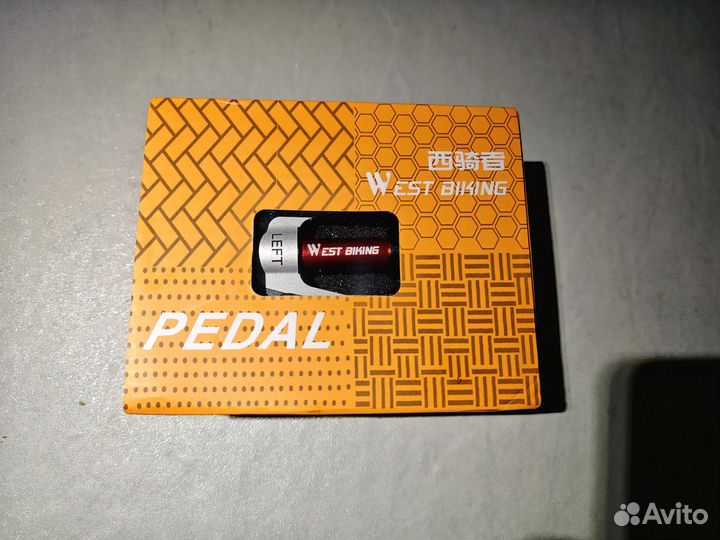 西骑者
WEST BIKING
LEFT
WEST BIKING
PEDAL
Avito